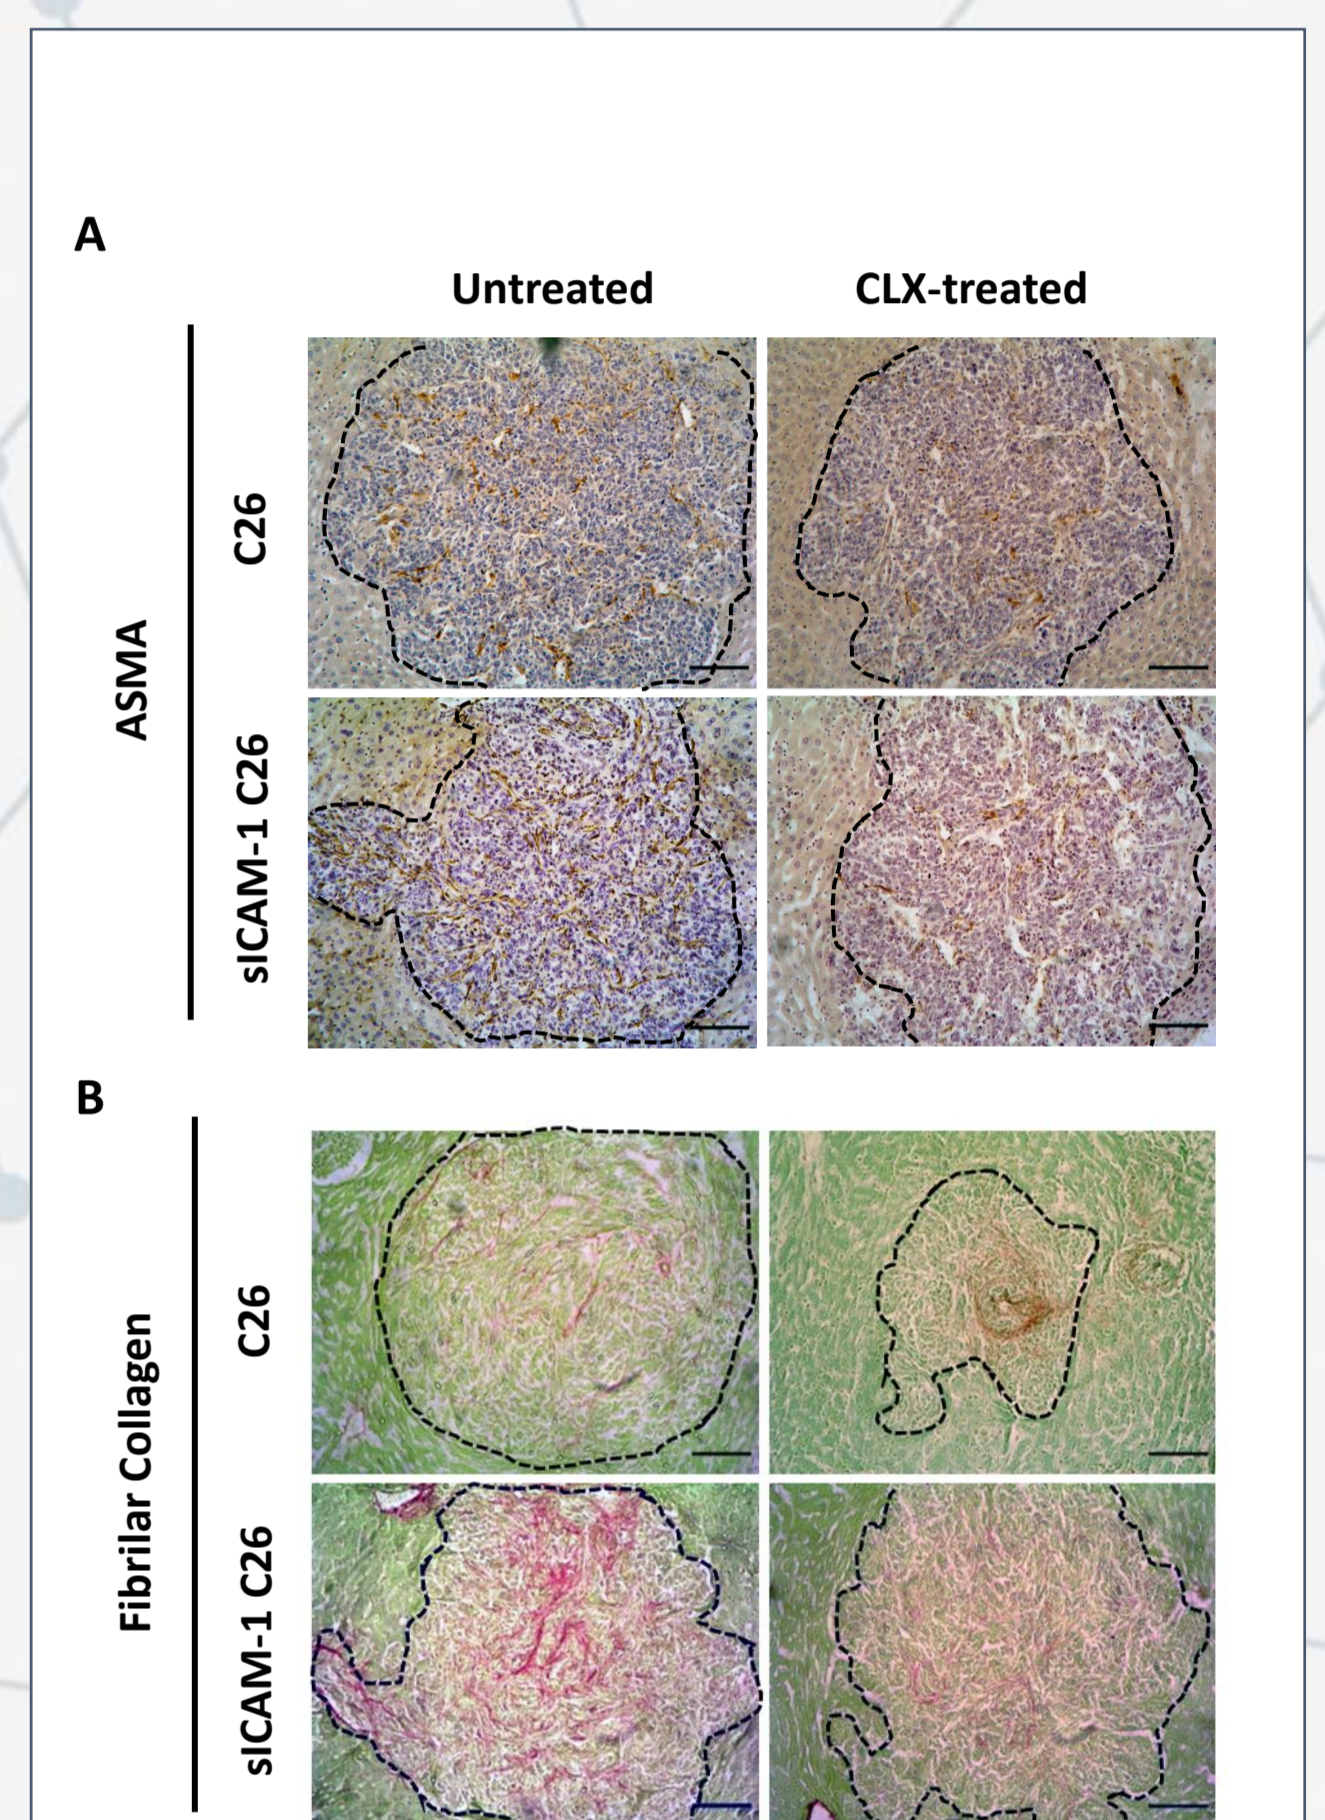 A
Untreated CLX-treated
ASMA
C26
sICAM-1 C26
B
Fibrilar Collagen
C26
sICAM-1 C26